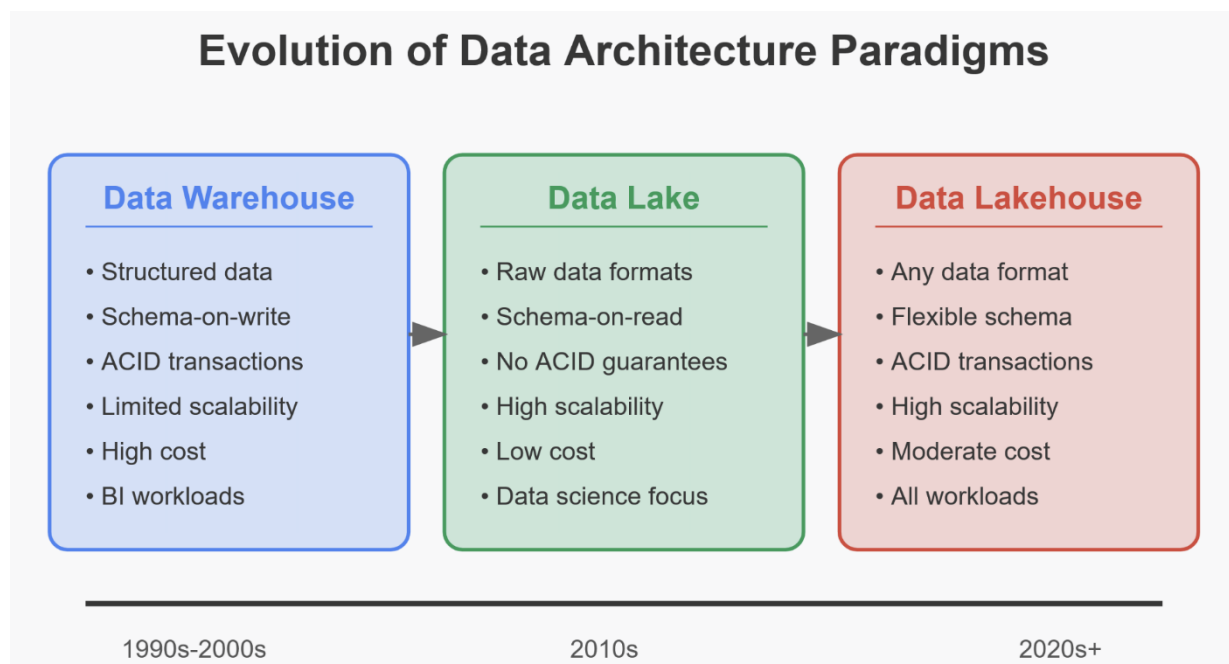 Evolution of Data Architecture Paradigms
Data Warehouse
• Structured data
• Schema-on-write
• ACID transactions
• Limited scalability
• High cost
• BI workloads
Data Lake
• Raw data formats
• Schema-on-read
• No ACID guarantees
• High scalability
• Low cost
• Data science focus
Data Lakehouse
• Any data format
• Flexible schema
• ACID transactions
• High scalability
• Moderate cost
• All workloads
1990s-2000s
2010s
2020s+